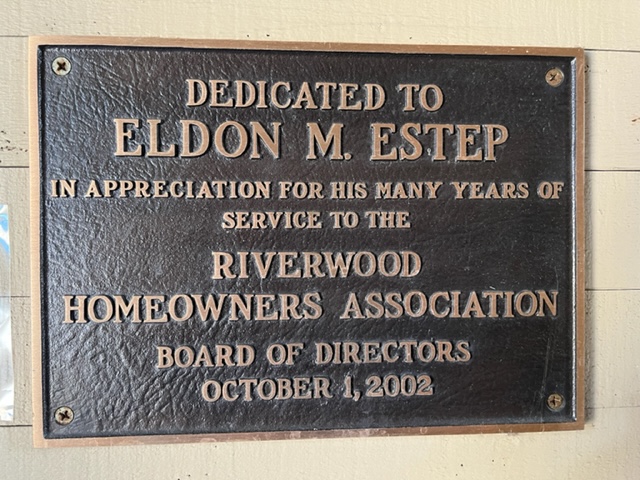 DEDICATED TO
ELDON M. ESTEP
IN APPRECIATION FOR HIS MANY YEARS OF
SERVICE TO THE
RIVERWOOD
HOMEOWNERS ASSOCIATION
BOARD OF DIRECTORS
OCTOBER 1, 2002